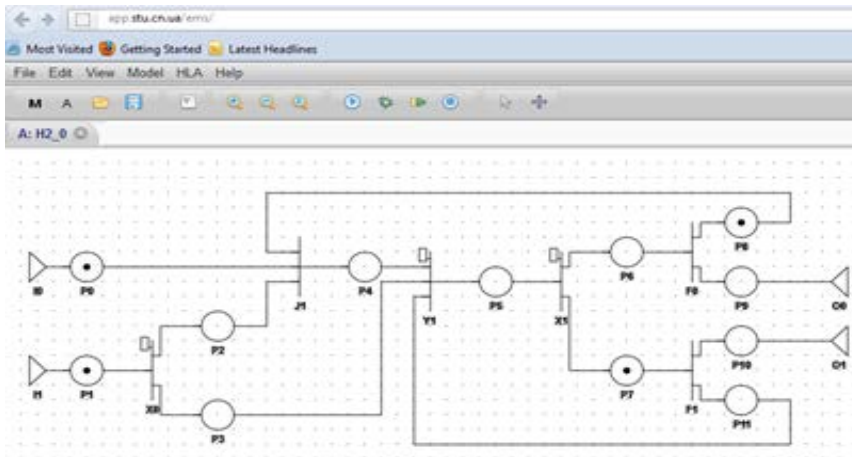 app.stu.cn.ua/ems/
Most Visited Getting Started Latest Headlines
File Edit View Model HLA Help
M A
A: H2_0
I0 P0 J1 P4 Y1 P5 X1 P6 F0 P8 P9 O0
I1 P1 X0 P2 P3 P7 F1 P10 P11 O1